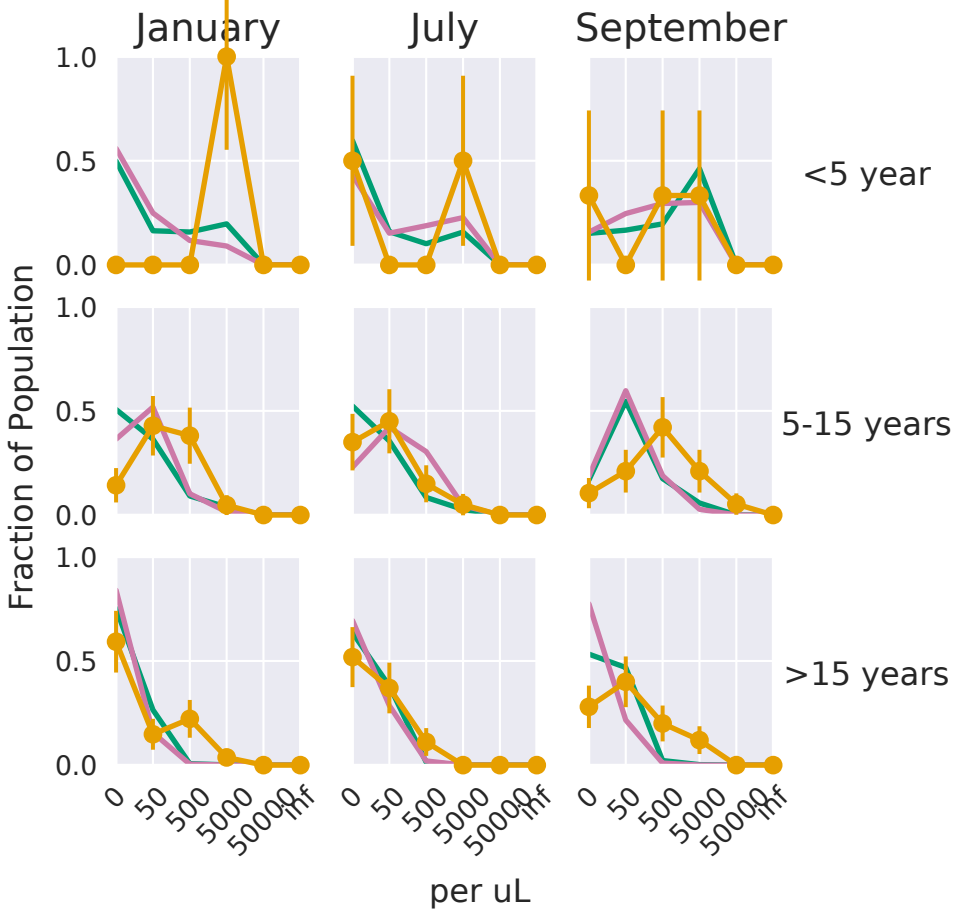 January July September
1.0
0.5
0.0
<5 year
1.0
0.5
0.0
5-15 years
1.0
0.5
0.0
>15 years
Fraction of Population
0 50 500 5000 50000 inf
0 50 500 5000 50000 inf
0 50 500 5000 50000 inf
per uL